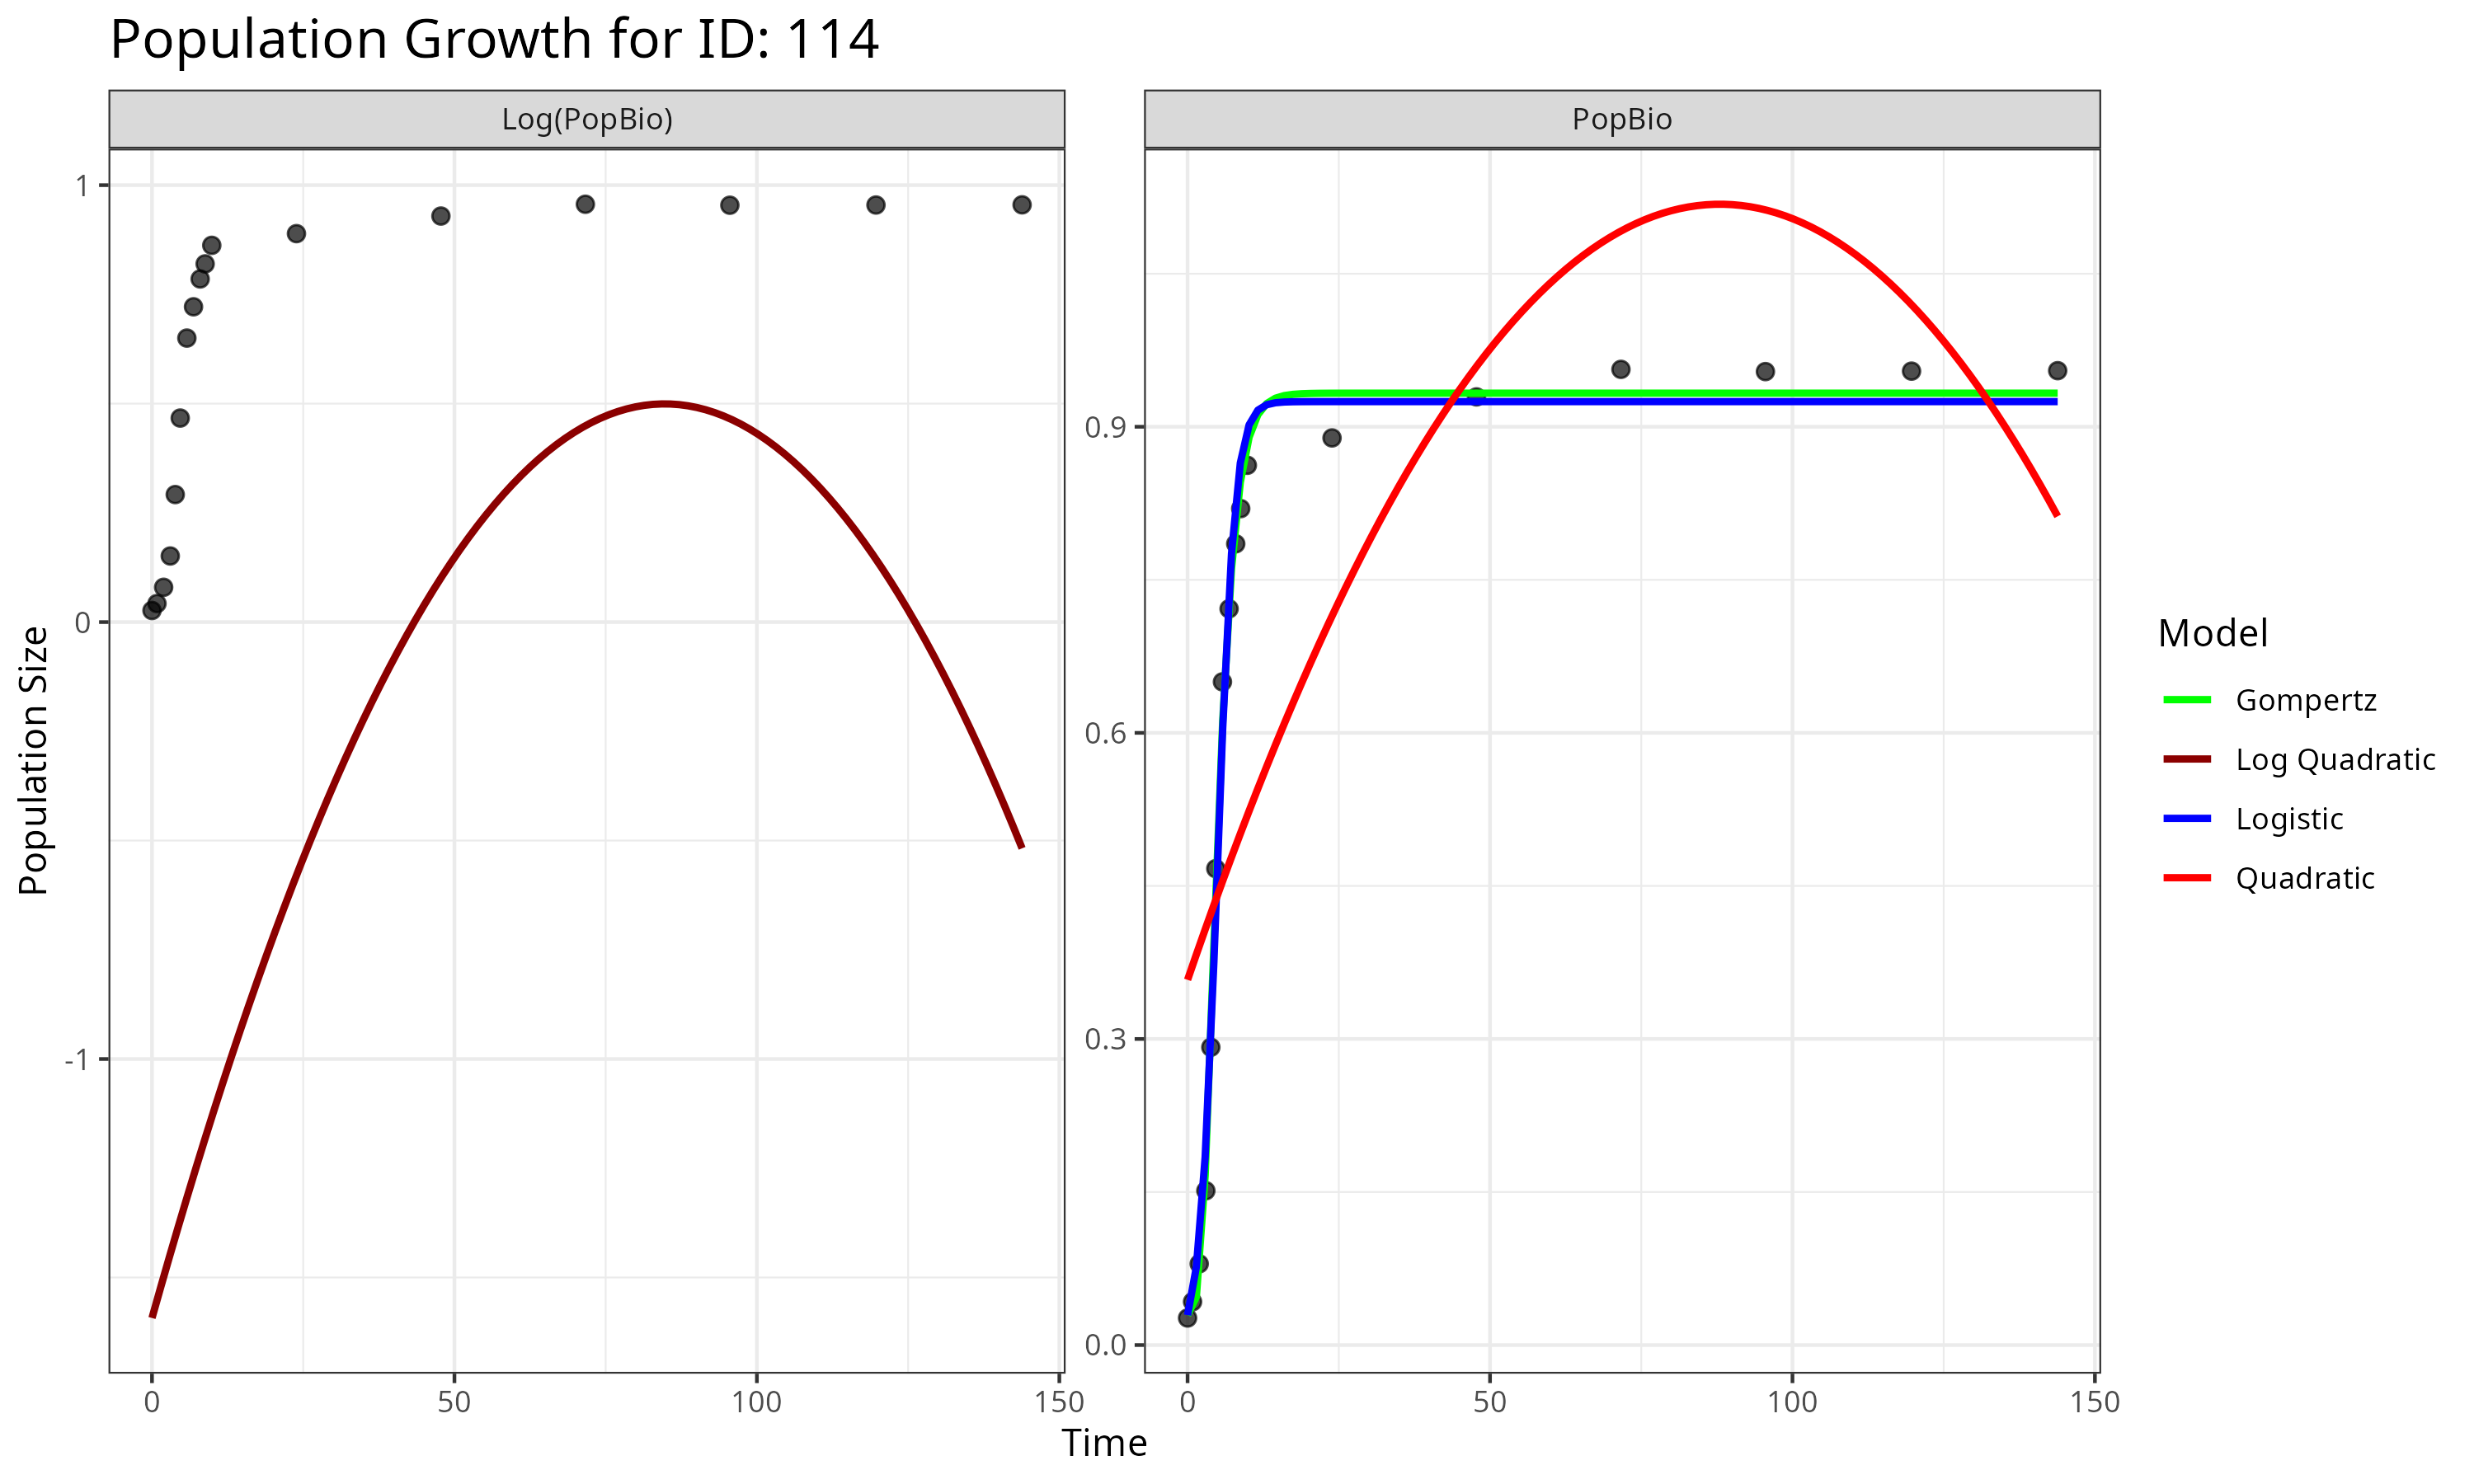 Population Growth for ID: 114
Log(PopBio)
PopBio
Population Size
1
0
-1
0.9
0.6
0.3
0.0
0
50
100
150
0
50
100
150
Time
Model
Gompertz
Log Quadratic
Logistic
Quadratic